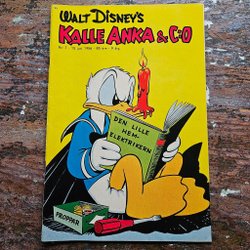 WALT DISNEY'S
KALLE ANKA & C:O
DEN LILLE
HEM-
ELEKTRIKERN
PROPPAR